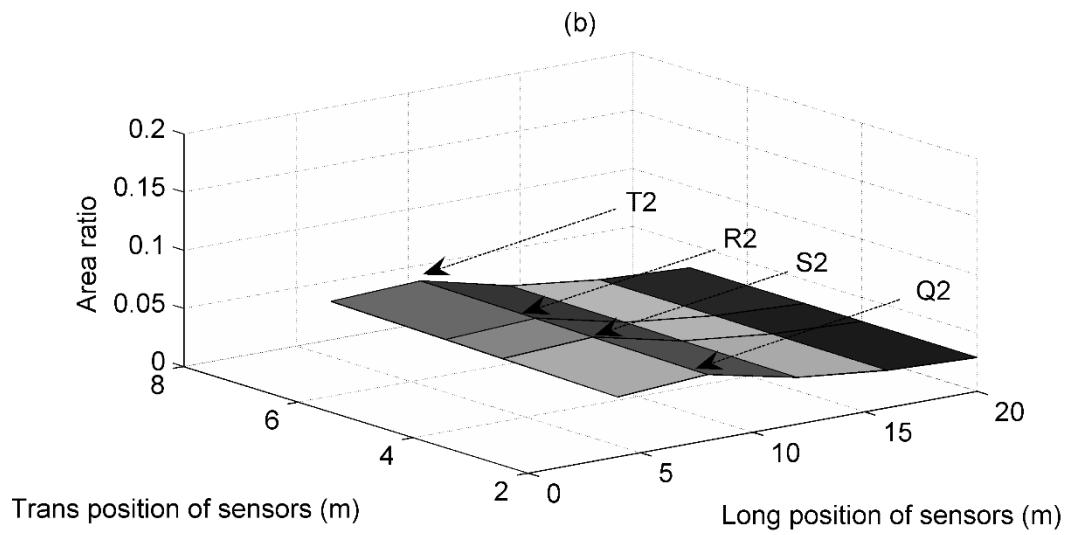 (b)
0.2
0.15
0.1
0.05
0
Area ratio
T2
R2
S2
Q2
8
6
4
2
0
5
10
15
20
Trans position of sensors (m)
Long position of sensors (m)